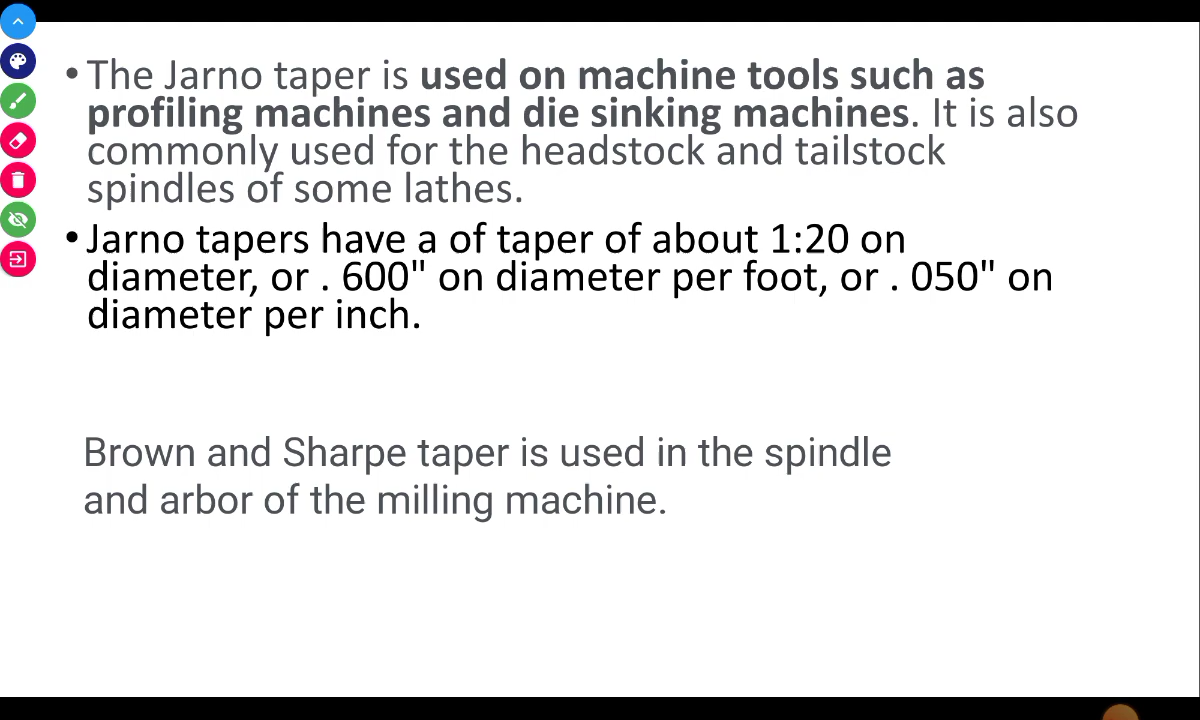 • The Jarno taper is used on machine tools such as
profiling machines and die sinking machines. It is also
commonly used for the headstock and tailstock
spindles of some lathes.
• Jarno tapers have a of taper of about 1:20 on
diameter, or . 600" on diameter per foot, or . 050" on
diameter per inch.
Brown and Sharpe taper is used in the spindle
and arbor of the milling machine.